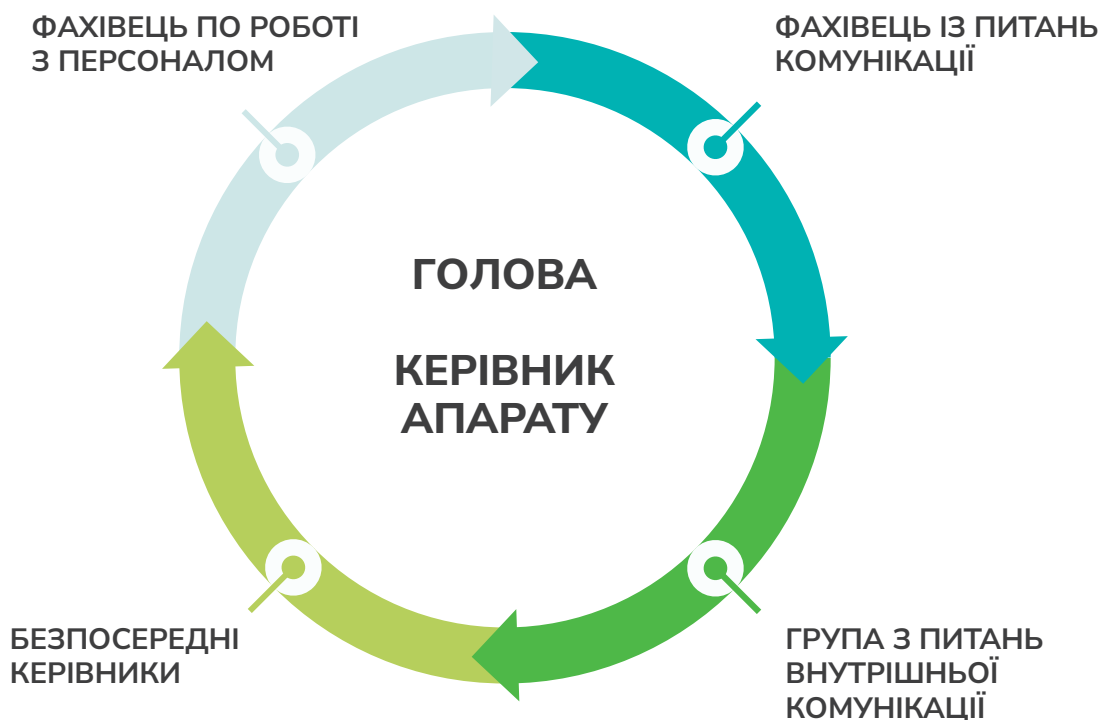 ФАХІВЕЦЬ ПО РОБОТІ
З ПЕРСОНАЛОМ
ФАХІВЕЦЬ ІЗ ПИТАНЬ
КОМУНІКАЦІЇ
ГОЛОВА
КЕРІВНИК
АПАРАТУ
БЕЗПОСЕРЕДНІ
КЕРІВНИКИ
ГРУПА З ПИТАНЬ
ВНУТРІШНЬОЇ
КОМУНІКАЦІЇ